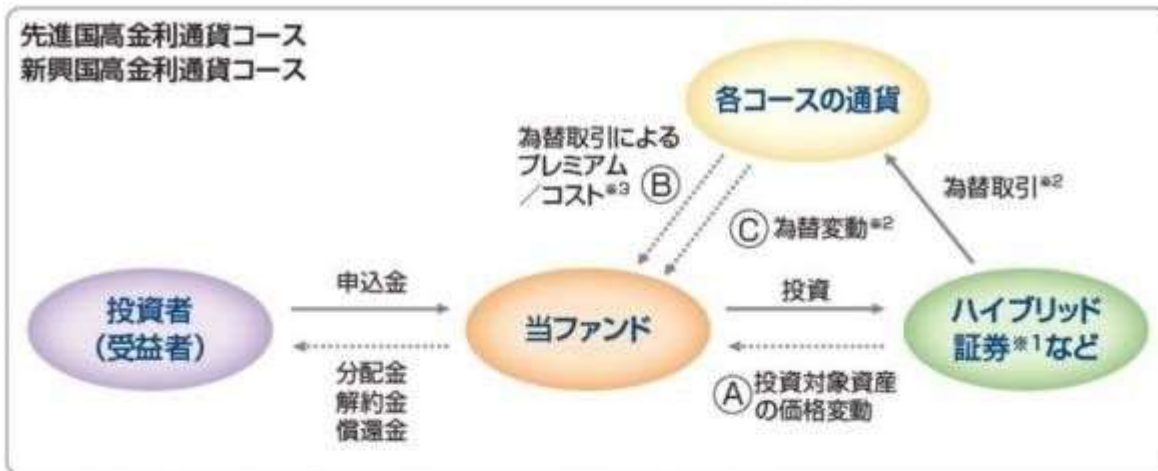 先進国高金利通貨コース
新興国高金利通貨コース
各コースの通貨
為替取引による
プレミアム
／コスト※3 Ⓑ
為替取引※2
Ⓒ 為替変動※2
投資者
（受益者）
申込金
分配金
解約金
償還金
当ファンド
投資
Ⓐ 投資対象資産
の価格変動
ハイブリッド
証券※1など